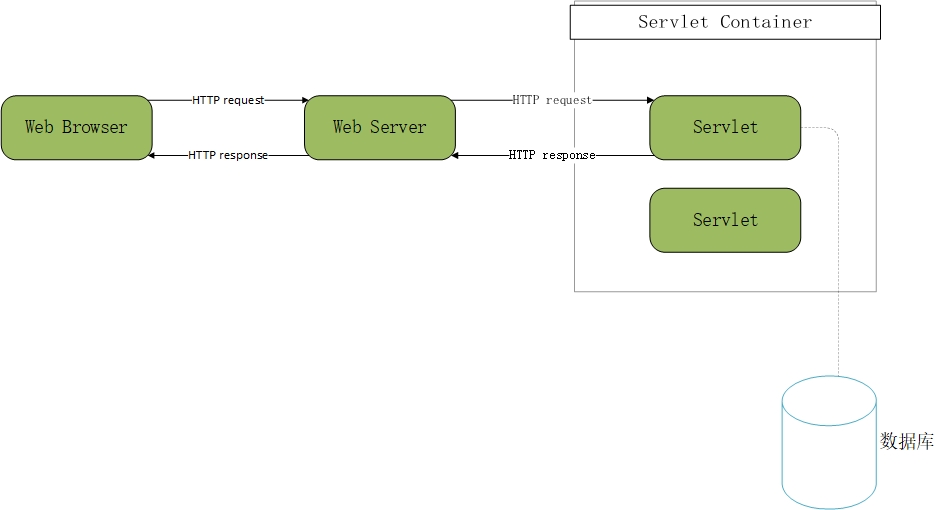 Servlet Container
HTTP request
HTTP request
Web Browser
Web Server
Servlet
HTTP response
HTTP response
Servlet
数据库